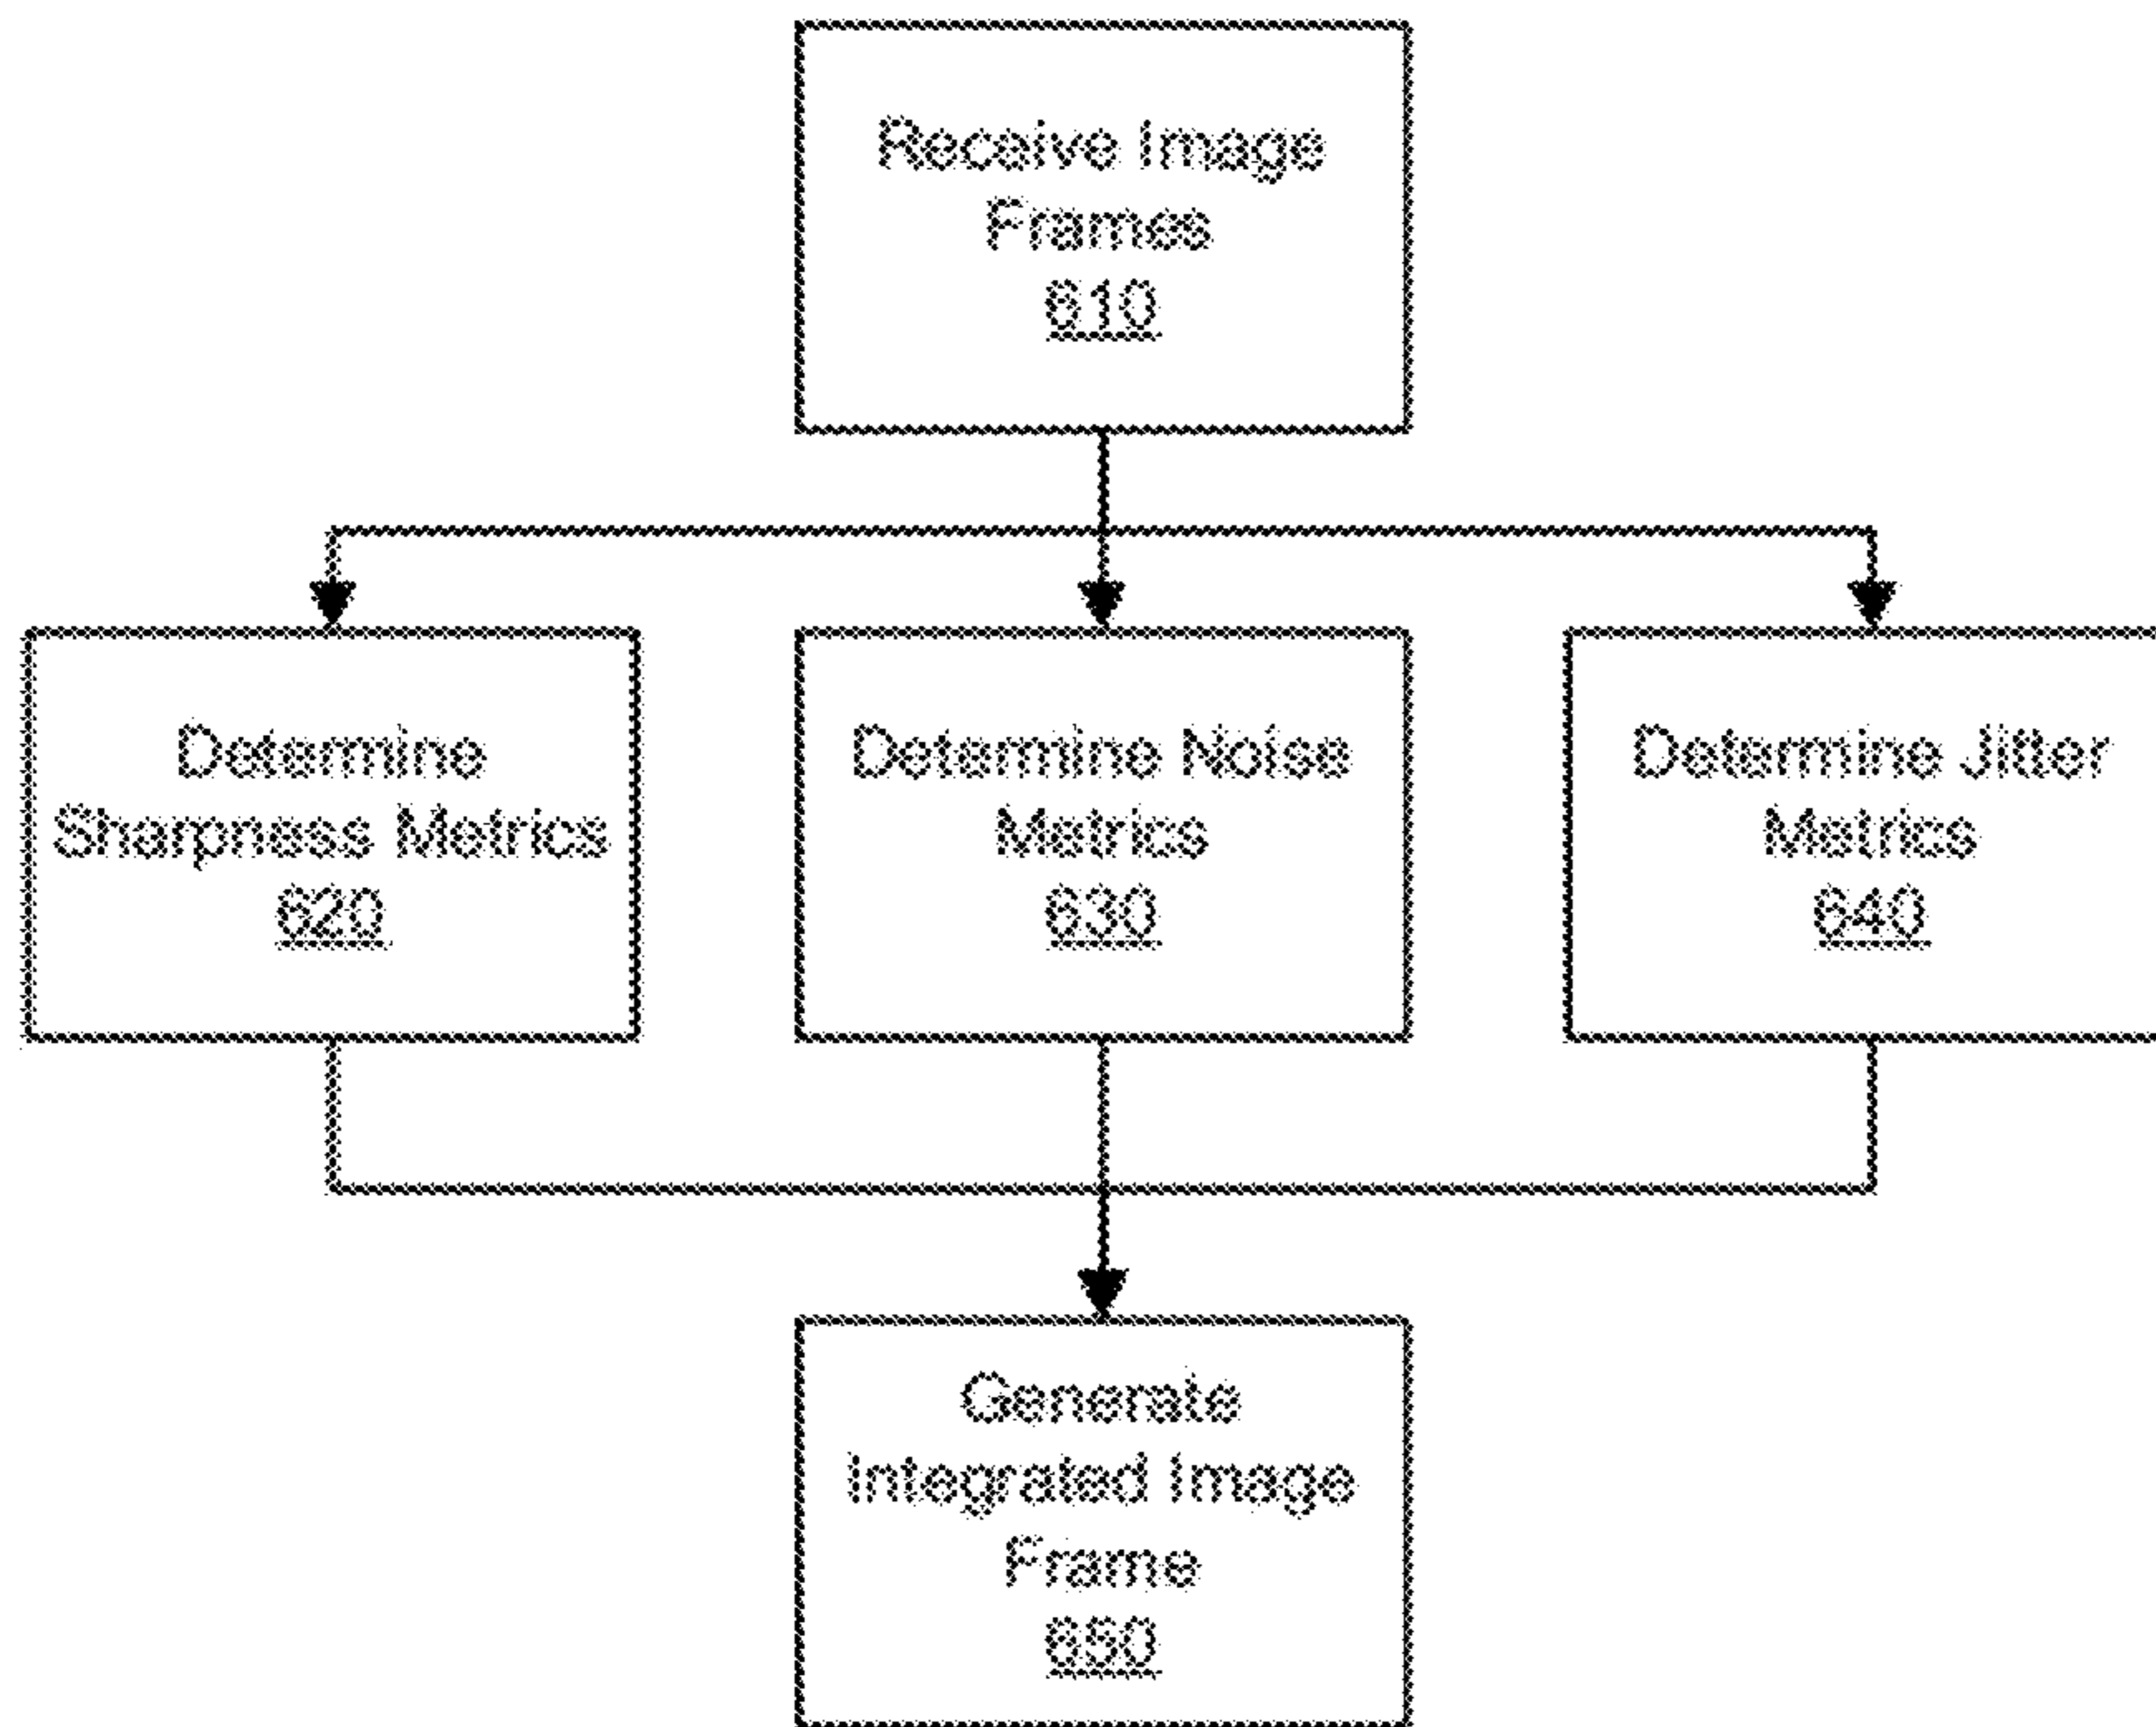 Receive Image
Frames
610
Determine
Sharpness Metrics
620
Determine Noise
Metrics
630
Determine Jitter
Metrics
640
Generate
Integrated Image
Frame
650